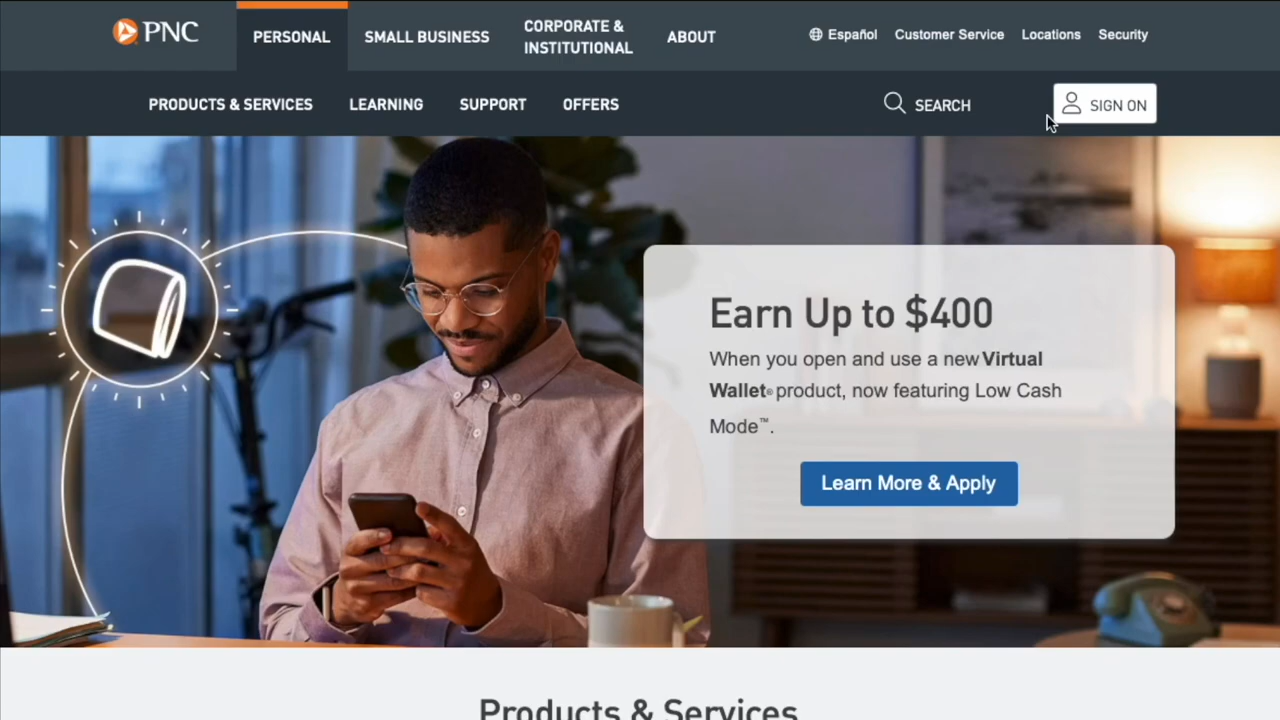 PNC
PERSONAL
SMALL BUSINESS
CORPORATE &
INSTITUTIONAL
ABOUT
Español
Customer Service
Locations
Security
PRODUCTS & SERVICES
LEARNING
SUPPORT
OFFERS
SEARCH
SIGN ON
Earn Up to $400
When you open and use a new Virtual
Wallet® product, now featuring Low Cash
Mode™.
Learn More & Apply
Products & Services